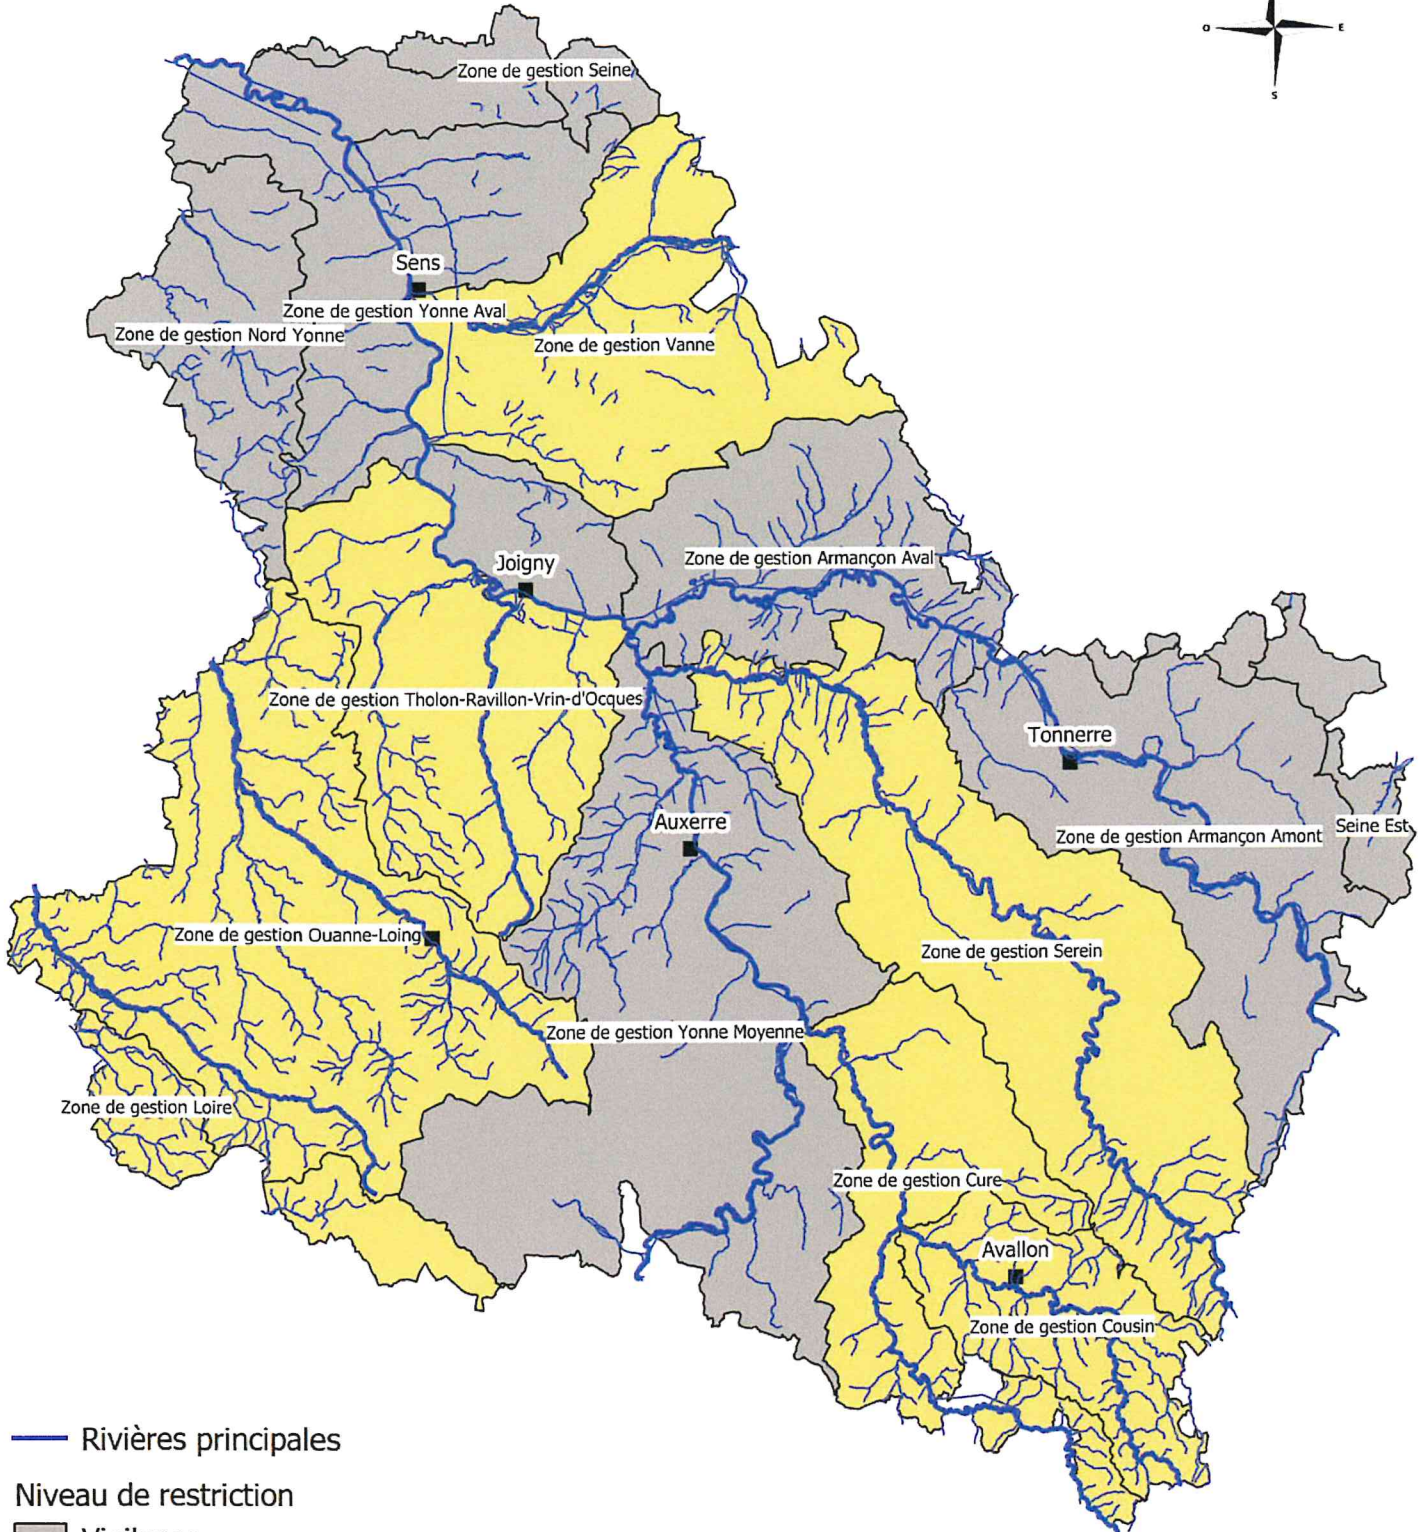 O E
S
Zone de gestion Seine
Sens
Zone de gestion Yonne Aval
Zone de gestion Nord Yonne
Zone de gestion Vanne
Zone de gestion Armançon Aval
Joigny
Zone de gestion Tholon-Ravillon-Vrin-d'Ocques
Tonnerre
Auxerre
Zone de gestion Armançon Amont
Seine Est
Zone de gestion Ouanne-Loing
Zone de gestion Serein
Zone de gestion Yonne Moyenne
Zone de gestion Loire
Zone de gestion Cure
Avallon
Zone de gestion Cousin
Rivières principales
Niveau de restriction